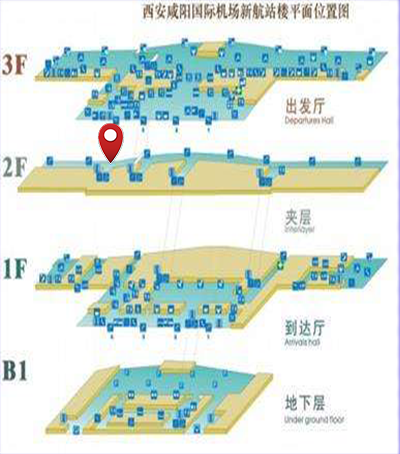 西安咸阳国际机场新航站楼平面位置图
3F
出发厅
Departures Hall
2F
夹层
Interlayer
1F
到达厅
Arrivals hall
B1
地下层
Under ground floor